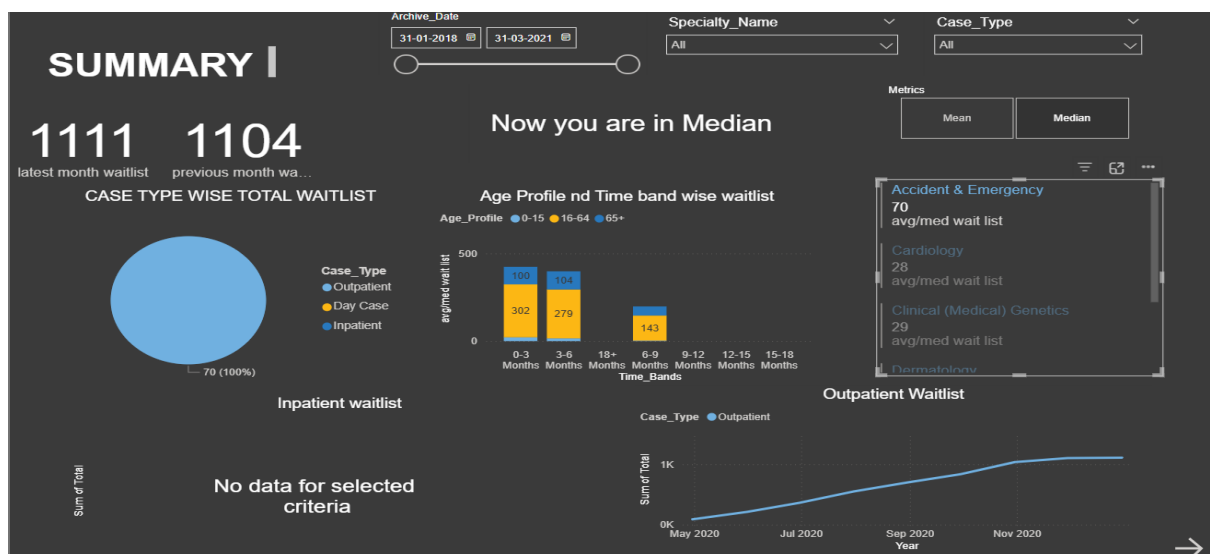 Archive_Date
31-01-2018
31-03-2021
Specialty_Name
All
Case_Type
All
SUMMARY
Metrics
Mean
Median
Now you are in Median
1111
latest month waitlist
1104
previous month wa...
CASE TYPE WISE TOTAL WAITLIST
70 (100%)
Case_Type
Outpatient
Day Case
Inpatient
Age Profile nd Time band wise waitlist
Age_Profile 0-15 16-64 65+
avg/med wait list
500
0
100
302
104
279
143
0-3 Months
3-6 Months
18+ Months
6-9 Months
9-12 Months
12-15 Months
15-18 Months
Time_Bands
Accident & Emergency
70
avg/med wait list
Cardiology
28
avg/med wait list
Clinical (Medical) Genetics
29
avg/med wait list
Dermatology
Inpatient waitlist
Sum of Total
No data for selected
criteria
Outpatient Waitlist
Case_Type Outpatient
Sum of Total
1K
0K
May 2020
Jul 2020
Sep 2020
Nov 2020
Year